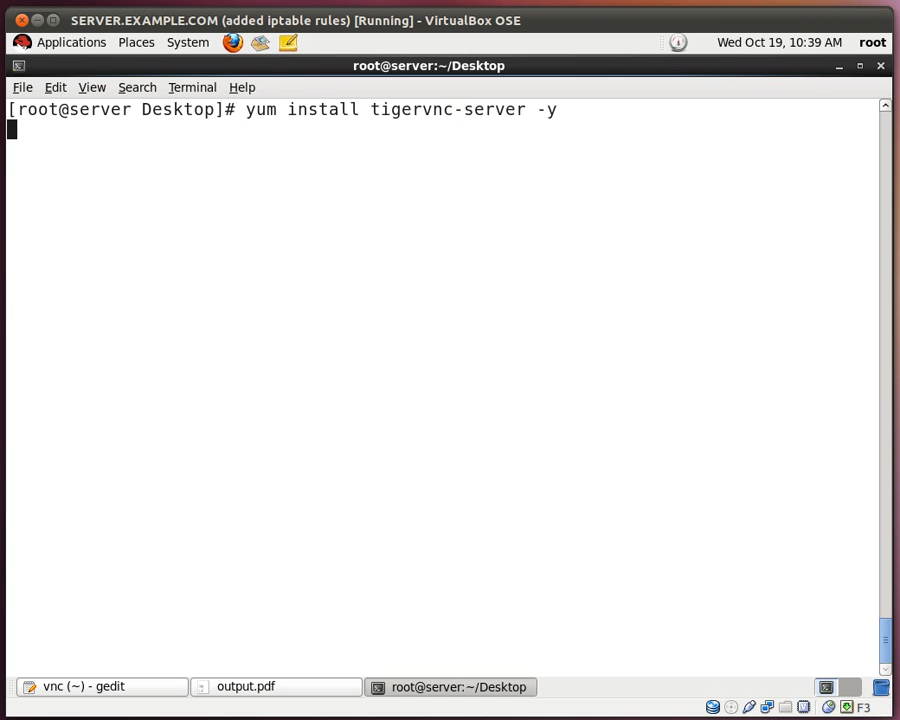 SERVER.EXAMPLE.COM (added iptable rules) [Running] - VirtualBox OSE
Applications Places System Wed Oct 19, 10:39 AM root
root@server:~/Desktop
File Edit View Search Terminal Help
[root@server Desktop]# yum install tigervnc-server -y
vnc (~) - gedit output.pdf root@server:~/Desktop
F3